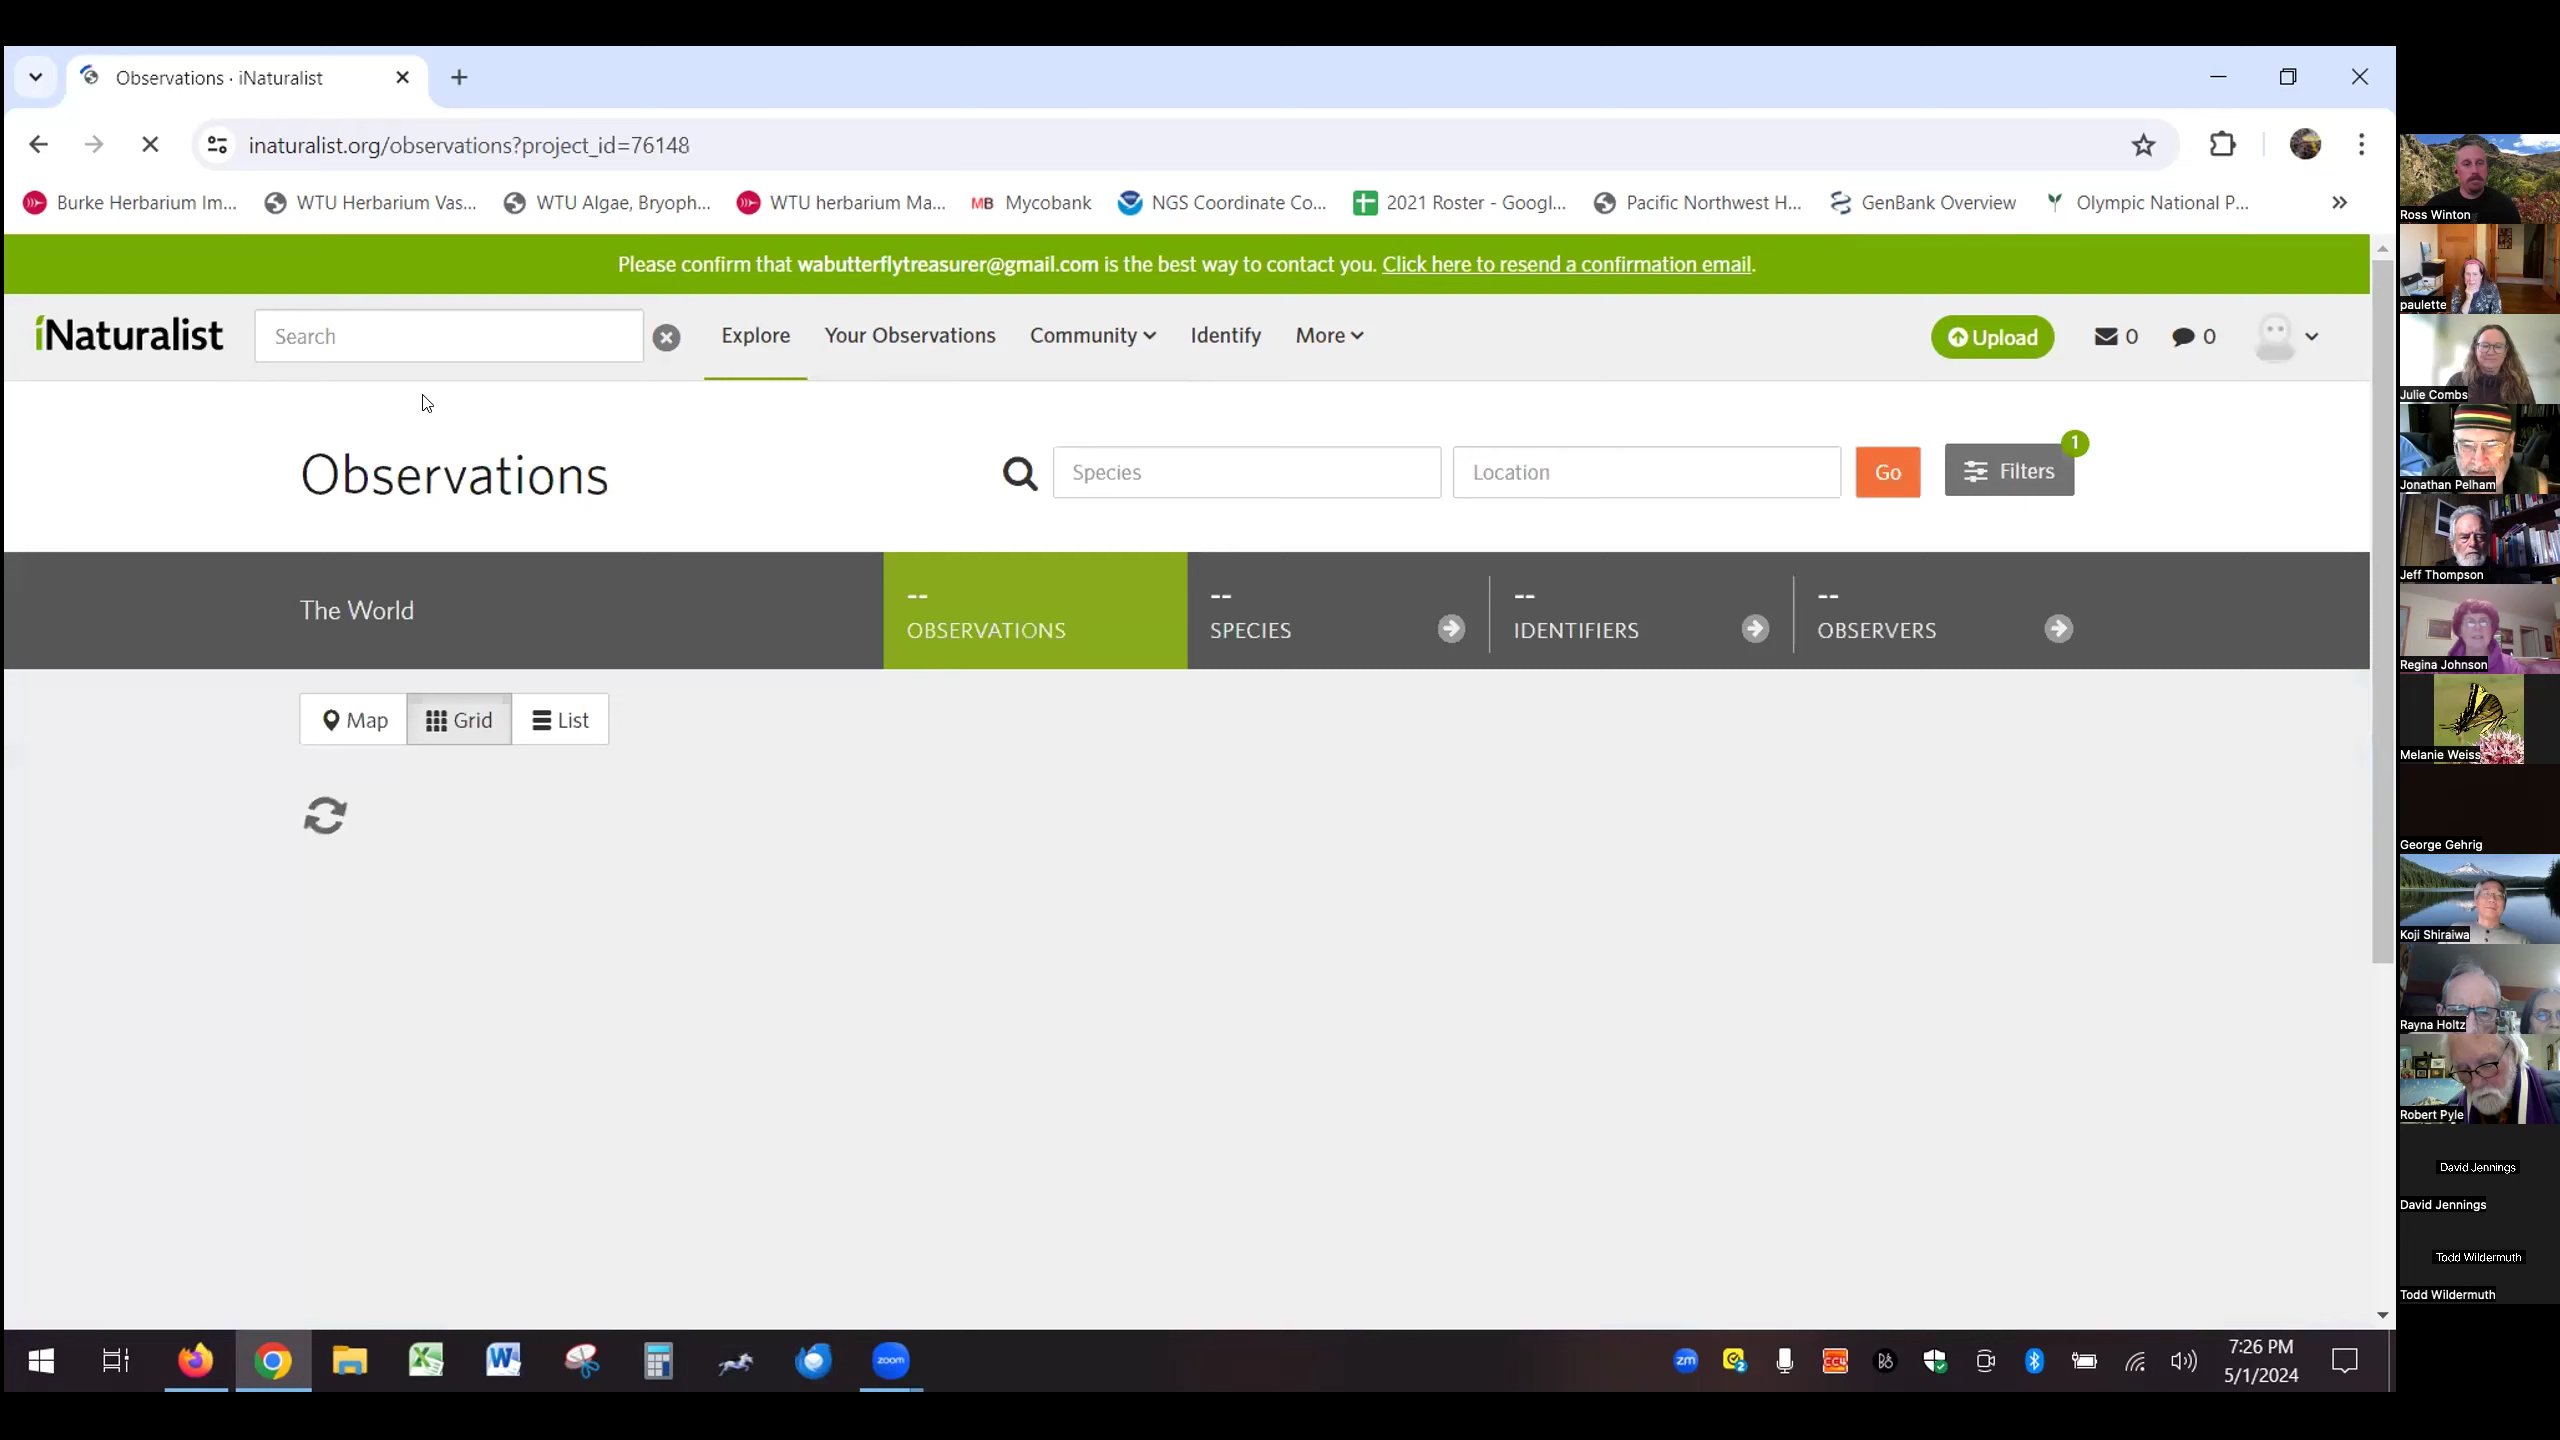 Observations · iNaturalist
inaturalist.org/observations?project_id=76148
Burke Herbarium Im...
WTU Herbarium Vas...
WTU Algae, Bryoph...
WTU herbarium Ma...
MB Mycobank
NGS Coordinate Co...
2021 Roster - Googl...
Pacific Northwest H...
GenBank Overview
Olympic National P...
Please confirm that wabutterflytreasurer@gmail.com is the best way to contact you. Click here to resend a confirmation email.
iNaturalist
Search
Explore
Your Observations
Community
Identify
More
Upload
0
0
Observations
Species
Location
Go
Filters
1
The World
--
OBSERVATIONS
--
SPECIES
--
IDENTIFIERS
--
OBSERVERS
Map
Grid
List
zoom
zm
2
CC4
7:26 PM
5/1/2024
Ross Winton
paulette
Julie Combs
Jonathan Pelham
Jeff Thompson
Regina Johnson
Melanie Weiss
George Gehrig
Koji Shiraiwa
Rayna Holtz
Robert Pyle
David Jennings
David Jennings
Todd Wildermuth
Todd Wildermuth